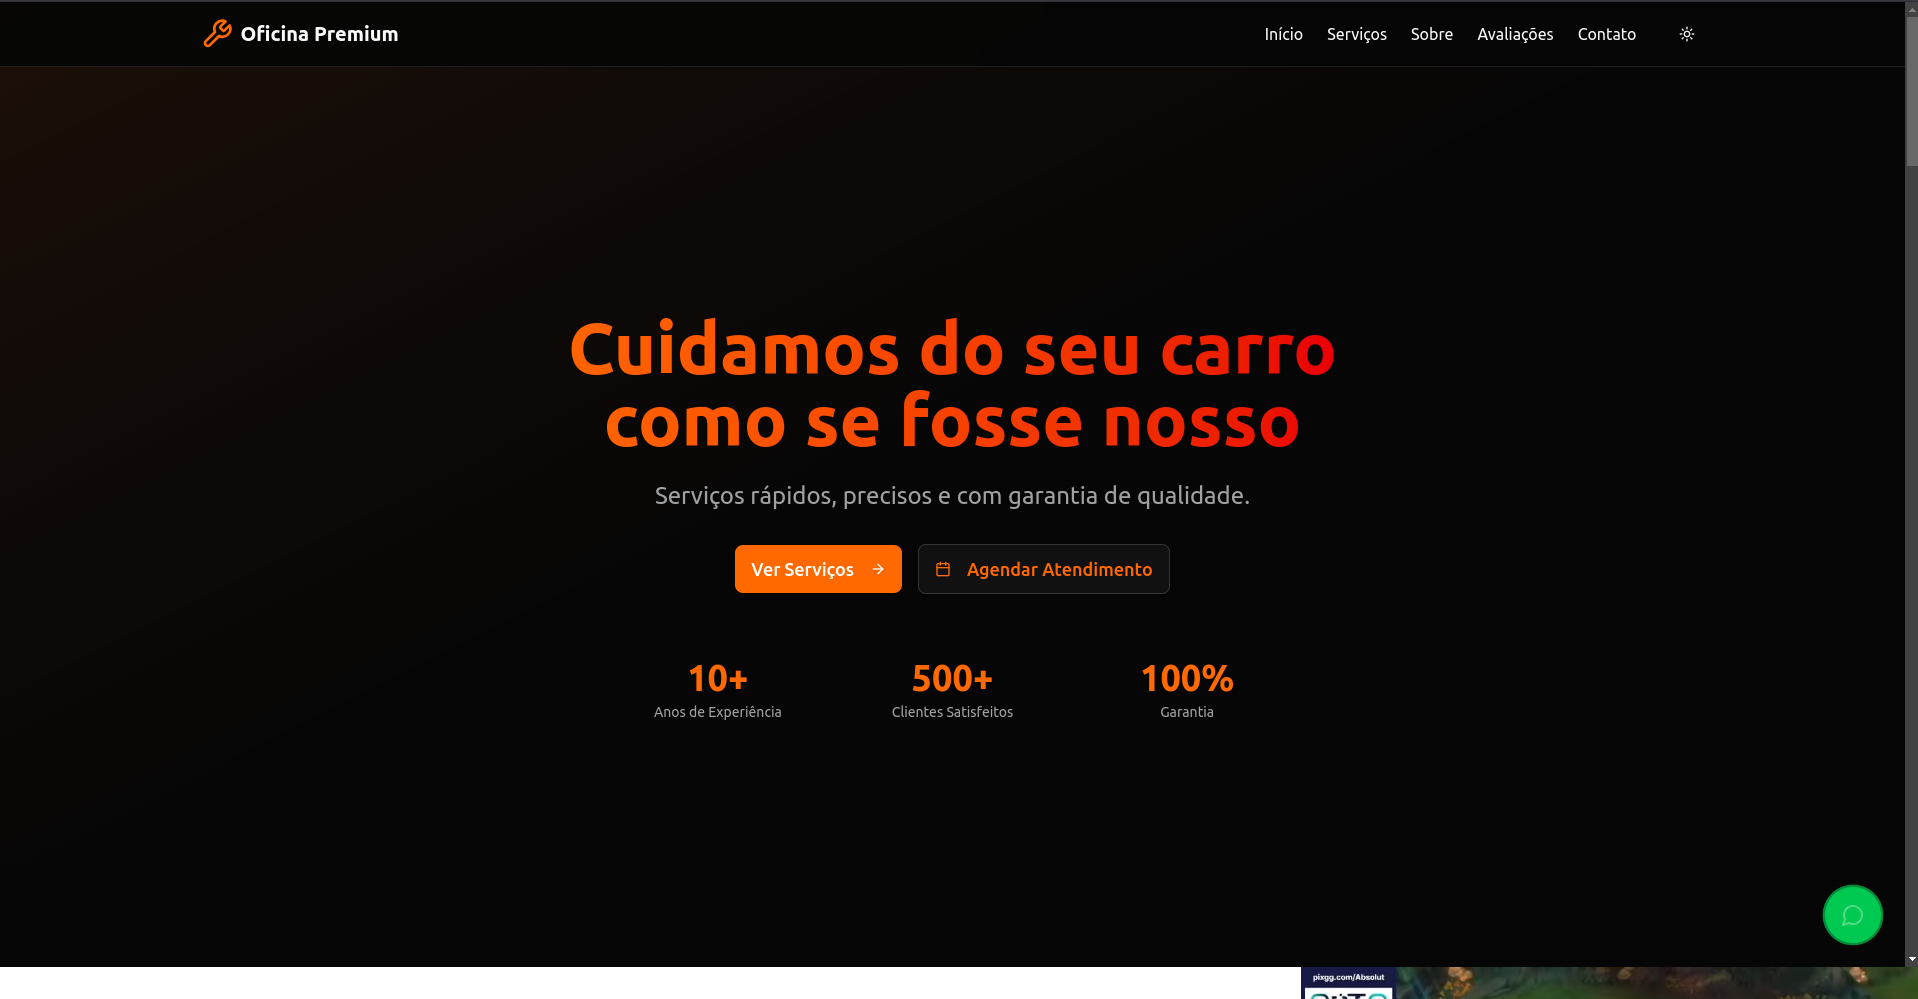 Oficina Premium
Início Serviços Sobre Avaliações Contato
Cuidamos do seu carro
como se fosse nosso
Serviços rápidos, precisos e com garantia de qualidade.
Ver Serviços
Agendar Atendimento
10+ 500+ 100%
Anos de Experiência Clientes Satisfeitos Garantia
pixgg.com/Absolut